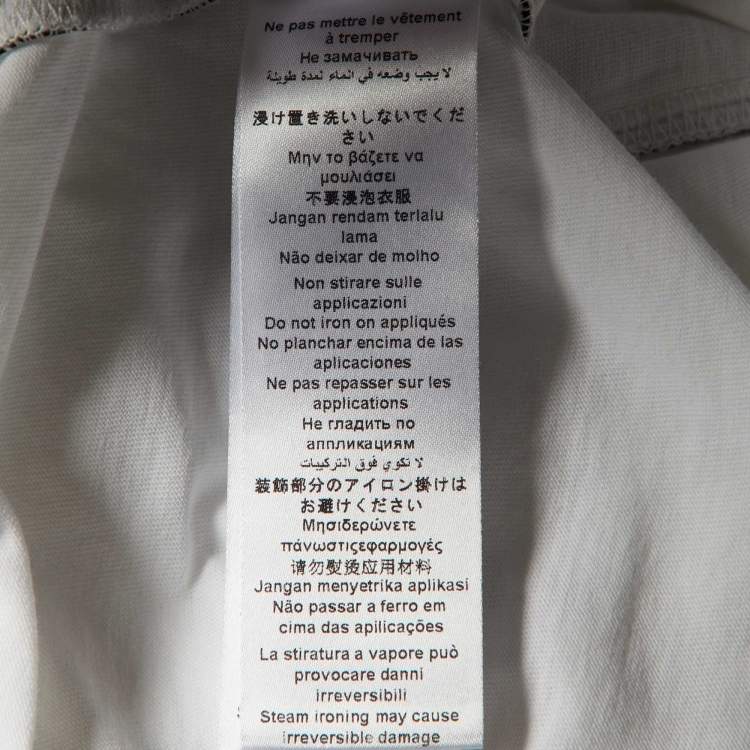 Ne pas mettre le vêtement
à tremper
Не замачивать
لا يجب وضعه في الماء لمدة طويلة
浸け置き洗いしないでくだ
さい
Μην το βάζετε να
μουλιάσει
不要浸泡衣服
Jangan rendam terlalu
lama
Não deixar de molho
Non stirare sulle
applicazioni
Do not iron on appliqués
No planchar encima de las
aplicaciones
Ne pas repasser sur les
applications
Не гладить по
аппликациям
لا تكوي فوق التركيبات
装飾部分のアイロン掛けは
お避けください
Μησιδερώνετε
πάνωστιςεφαρμογές
请勿熨烫应用材料
Jangan menyetrika aplikasi
Não passar a ferro em
cima das apilicações
La stiratura a vapore può
provocare danni
irreversibili
Steam ironing may cause
irreversible damage